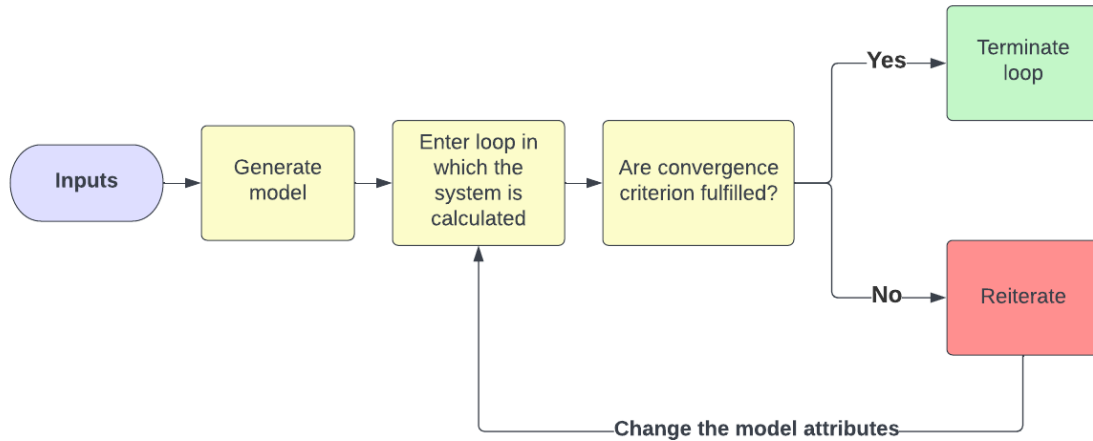 Inputs
Generate
model
Enter loop in
which the
system is
calculated
Are convergence
criterion fulfilled?
Yes
Terminate
loop
No
Reiterate
Change the model attributes